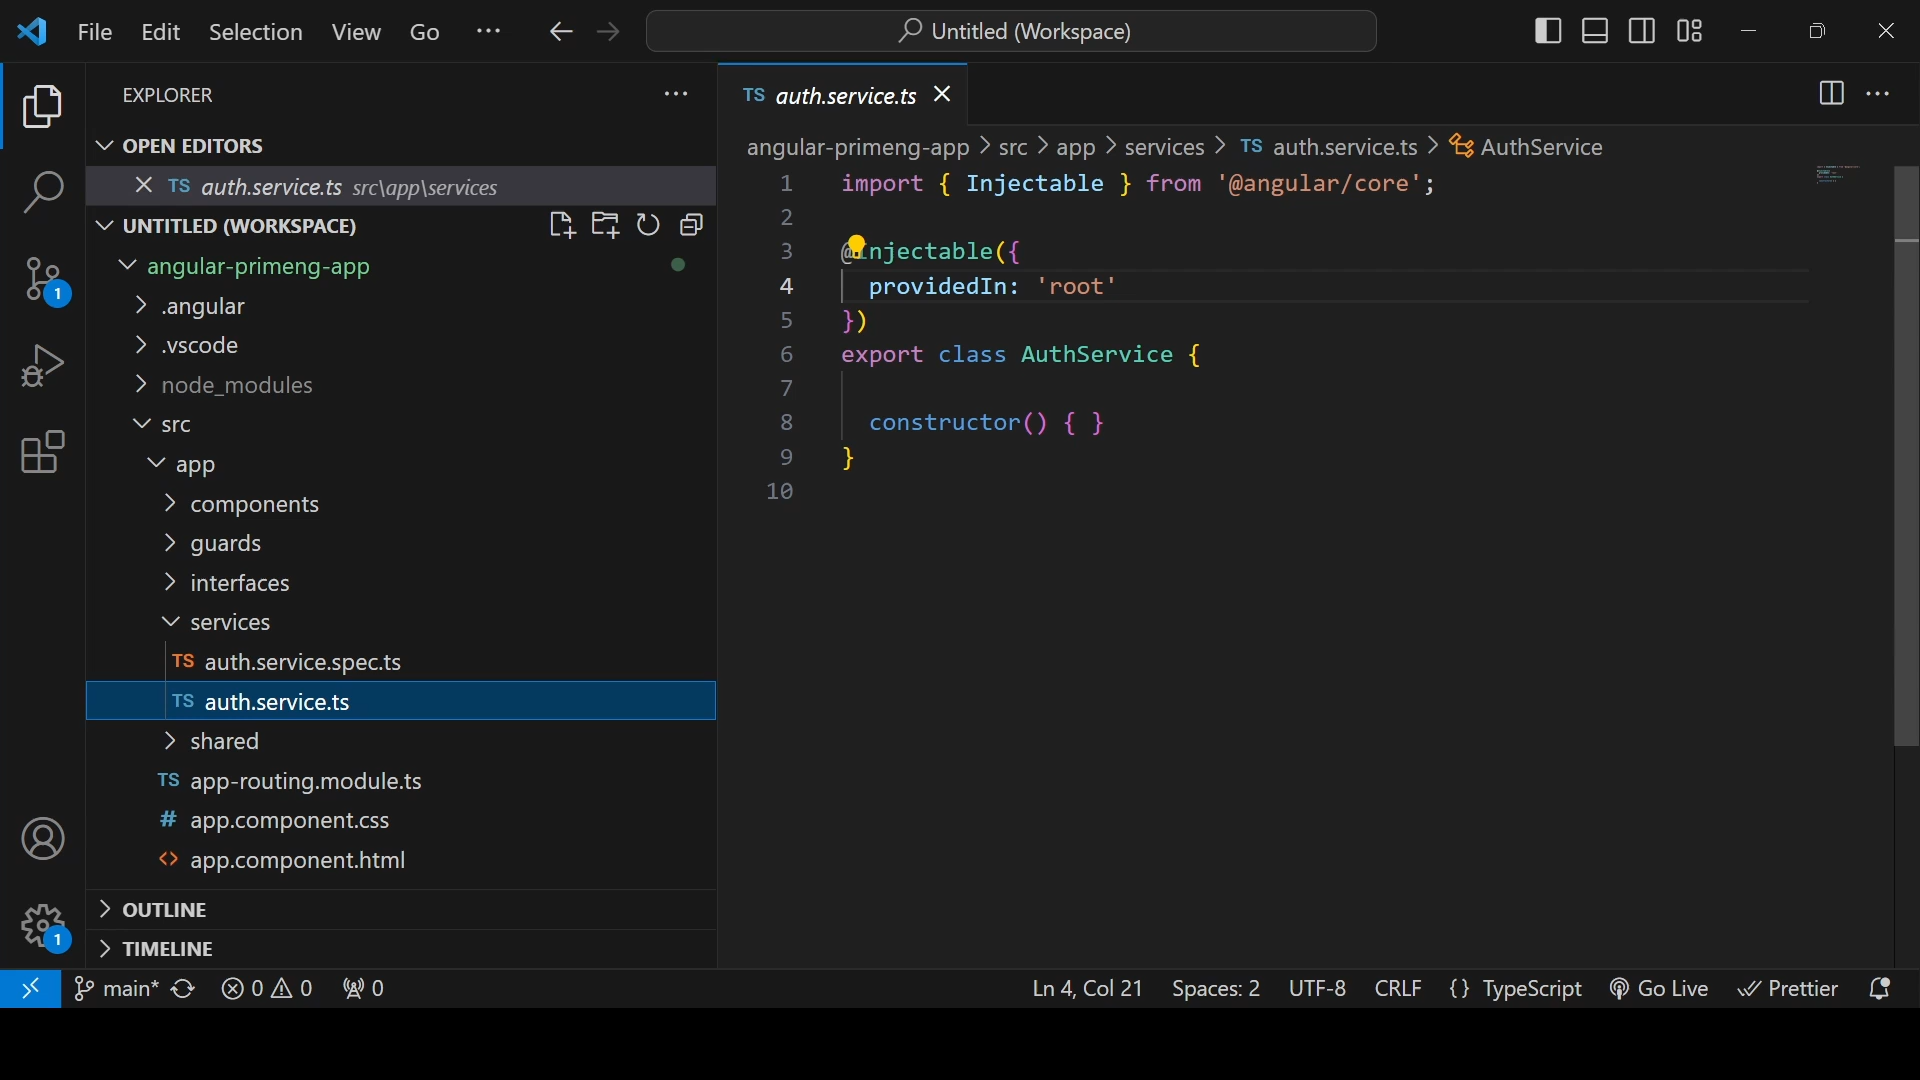 File Edit Selection View Go ··· Untitled (Workspace)
EXPLORER
OPEN EDITORS
TS auth.service.ts src\app\services
UNTITLED (WORKSPACE)
angular-primeng-app
.angular
.vscode
node_modules
src
app
components
guards
interfaces
services
TS auth.service.spec.ts
TS auth.service.ts
shared
TS app-routing.module.ts
# app.component.css
<> app.component.html
OUTLINE
TIMELINE
1
1
TS auth.service.ts
angular-primeng-app > src > app > services > TS auth.service.ts > AuthService
1 import { Injectable } from '@angular/core';
2
3 @Injectable({
4 providedIn: 'root'
5 })
6 export class AuthService {
7
8 constructor() { }
9 }
10
main* 0 0 0 Ln 4, Col 21 Spaces: 2 UTF-8 CRLF {} TypeScript Go Live Prettier